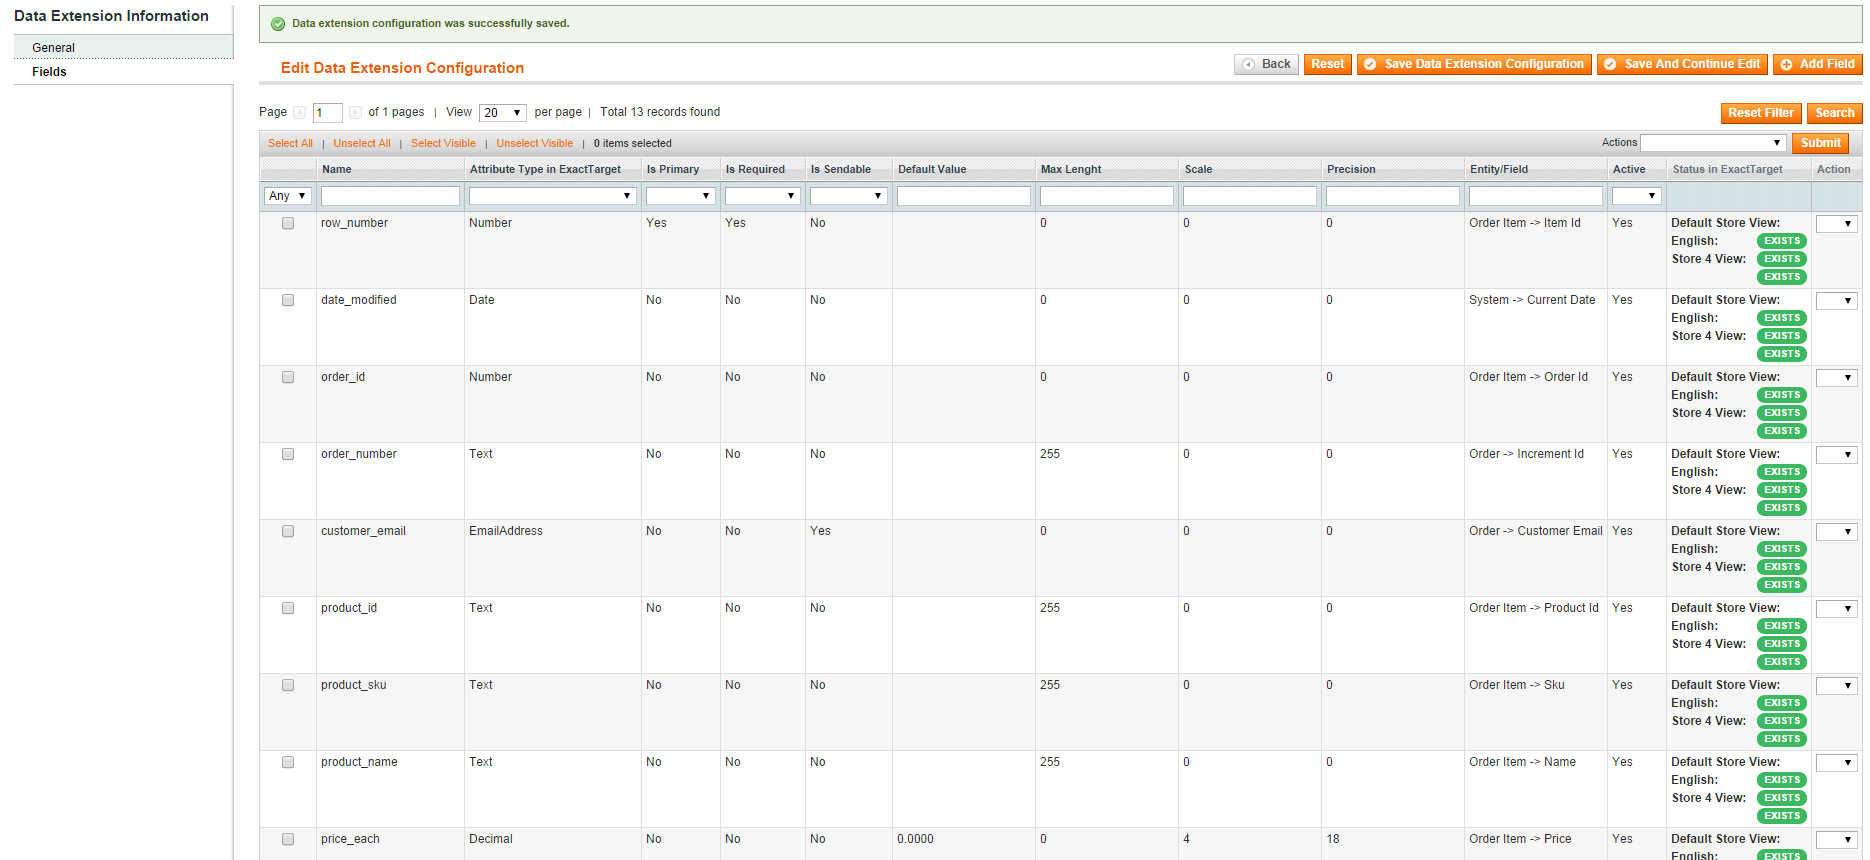 Data Extension Information
General
Fields
Data extension configuration was successfully saved.
Edit Data Extension Configuration
Back Reset Save Data Extension Configuration Save And Continue Edit Add Field
Page 1 of 1 pages | View 20 per page | Total 13 records found
Reset Filter Search
Select All | Unselect All | Select Visible | Unselect Visible | 0 items selected
Actions Submit
Name Attribute Type in ExactTarget Is Primary Is Required Is Sendable Default Value Max Lenght Scale Precision Entity/Field Active Status in ExactTarget Action
Any
row_number Number Yes Yes No 0 0 0 Order Item -> Item Id Yes Default Store View:
English: EXISTS
Store 4 View: EXISTS
EXISTS
date_modified Date No No No 0 0 0 System -> Current Date Yes Default Store View:
English: EXISTS
Store 4 View: EXISTS
EXISTS
order_id Number No No No 0 0 0 Order Item -> Order Id Yes Default Store View:
English: EXISTS
Store 4 View: EXISTS
EXISTS
order_number Text No No No 255 0 0 Order -> Increment Id Yes Default Store View:
English: EXISTS
Store 4 View: EXISTS
EXISTS
customer_email EmailAddress No No Yes 0 0 0 Order -> Customer Email Yes Default Store View:
English: EXISTS
Store 4 View: EXISTS
EXISTS
product_id Text No No No 255 0 0 Order Item -> Product Id Yes Default Store View:
English: EXISTS
Store 4 View: EXISTS
EXISTS
product_sku Text No No No 255 0 0 Order Item -> Sku Yes Default Store View:
English: EXISTS
Store 4 View: EXISTS
EXISTS
product_name Text No No No 255 0 0 Order Item -> Name Yes Default Store View:
English: EXISTS
Store 4 View: EXISTS
EXISTS
price_each Decimal No No No 0.0000 0 4 18 Order Item -> Price Yes Default Store View:
English: EXISTS